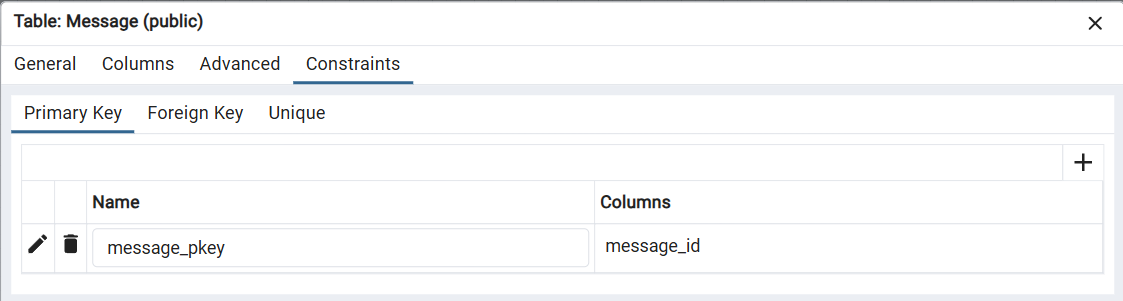 Table: Message (public)
General Columns Advanced Constraints
Primary Key Foreign Key Unique
Name Columns
message_pkey message_id